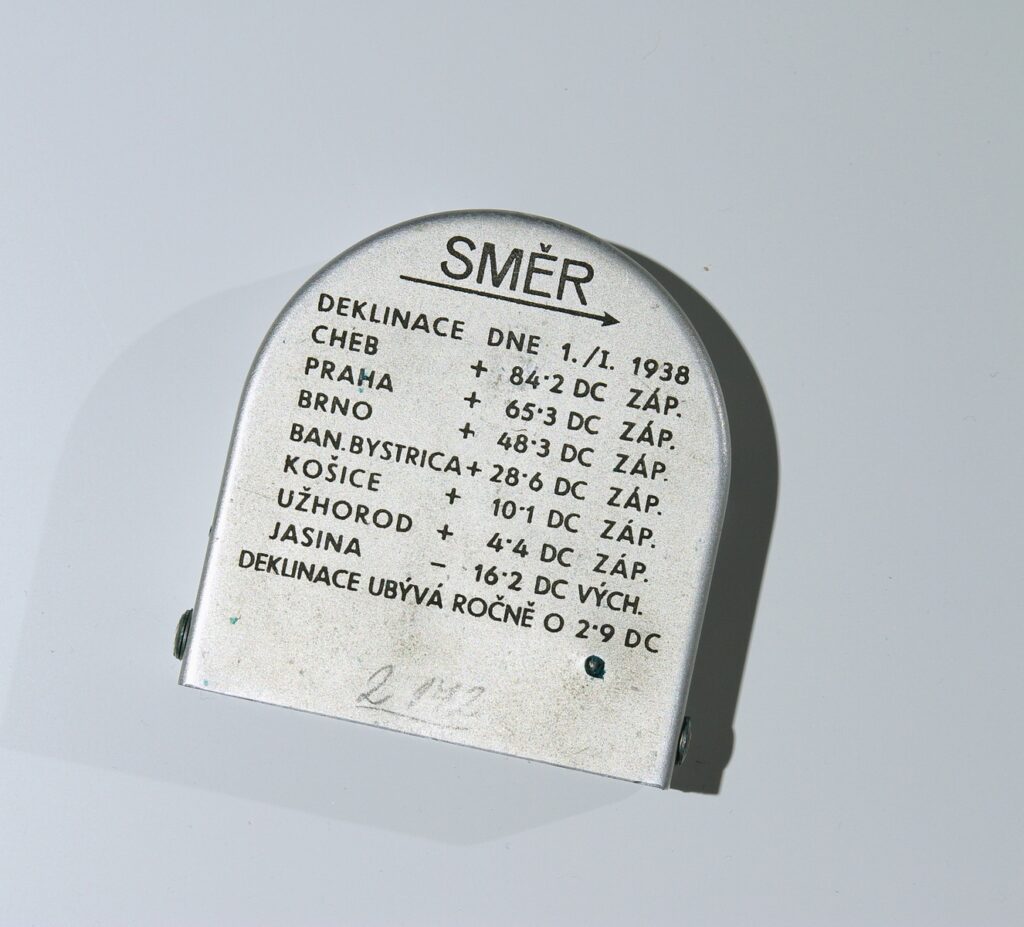 SMĚR
DEKLINACE DNE 1./I. 1938
CHEB + 84·2 DC ZÁP.
PRAHA + 65·3 DC ZÁP.
BRNO + 48·3 DC ZÁP.
BAN. BYSTRICA + 28·6 DC ZÁP.
KOŠICE + 10·1 DC ZÁP.
UŽHOROD + 4·4 DC ZÁP.
JASINA – 16·2 DC VÝCH.
DEKLINACE UBÝVÁ ROČNĚ O 2·9 DC